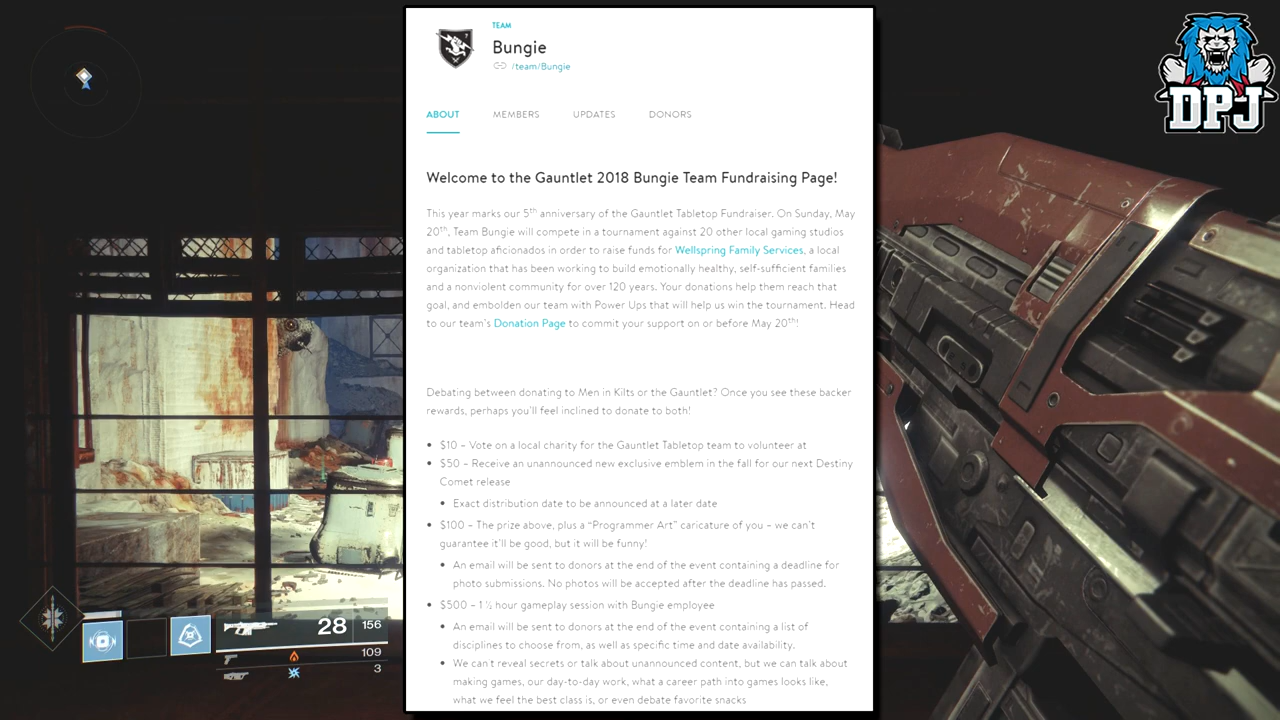 TEAM
Bungie
/team/Bungie
ABOUT MEMBERS UPDATES DONORS
Welcome to the Gauntlet 2018 Bungie Team Fundraising Page!
This year marks our 5th anniversary of the Gauntlet Tabletop Fundraiser. On Sunday, May
20th, Team Bungie will compete in a tournament against 20 other local gaming studios
and tabletop aficionados in order to raise funds for Wellspring Family Services, a local
organization that has been working to build emotionally healthy, self-sufficient families
and a nonviolent community for over 120 years. Your donations help them reach that
goal, and embolden our team with Power Ups that will help us win the tournament. Head
to our team's Donation Page to commit your support on or before May 20th!
Debating between donating to Men in Kilts or the Gauntlet? Once you see these backer
rewards, perhaps you'll feel inclined to donate to both!
• $10 – Vote on a local charity for the Gauntlet Tabletop team to volunteer at
• $50 – Receive an unannounced new exclusive emblem in the fall for our next Destiny
Comet release
• Exact distribution date to be announced at a later date
• $100 – The prize above, plus a “Programmer Art” caricature of you – we can't
guarantee it'll be good, but it will be funny!
• An email will be sent to donors at the end of the event containing a deadline for
photo submissions. No photos will be accepted after the deadline has passed.
• $500 – 1 ½ hour gameplay session with Bungie employee
• An email will be sent to donors at the end of the event containing a list of
disciplines to choose from, as well as specific time and date availability.
• We can't reveal secrets or talk about unannounced content, but we can talk about
making games, our day-to-day work, what a career path into games looks like,
what we feel the best class is, or even debate favorite snacks
DPJ
28 156
109
3